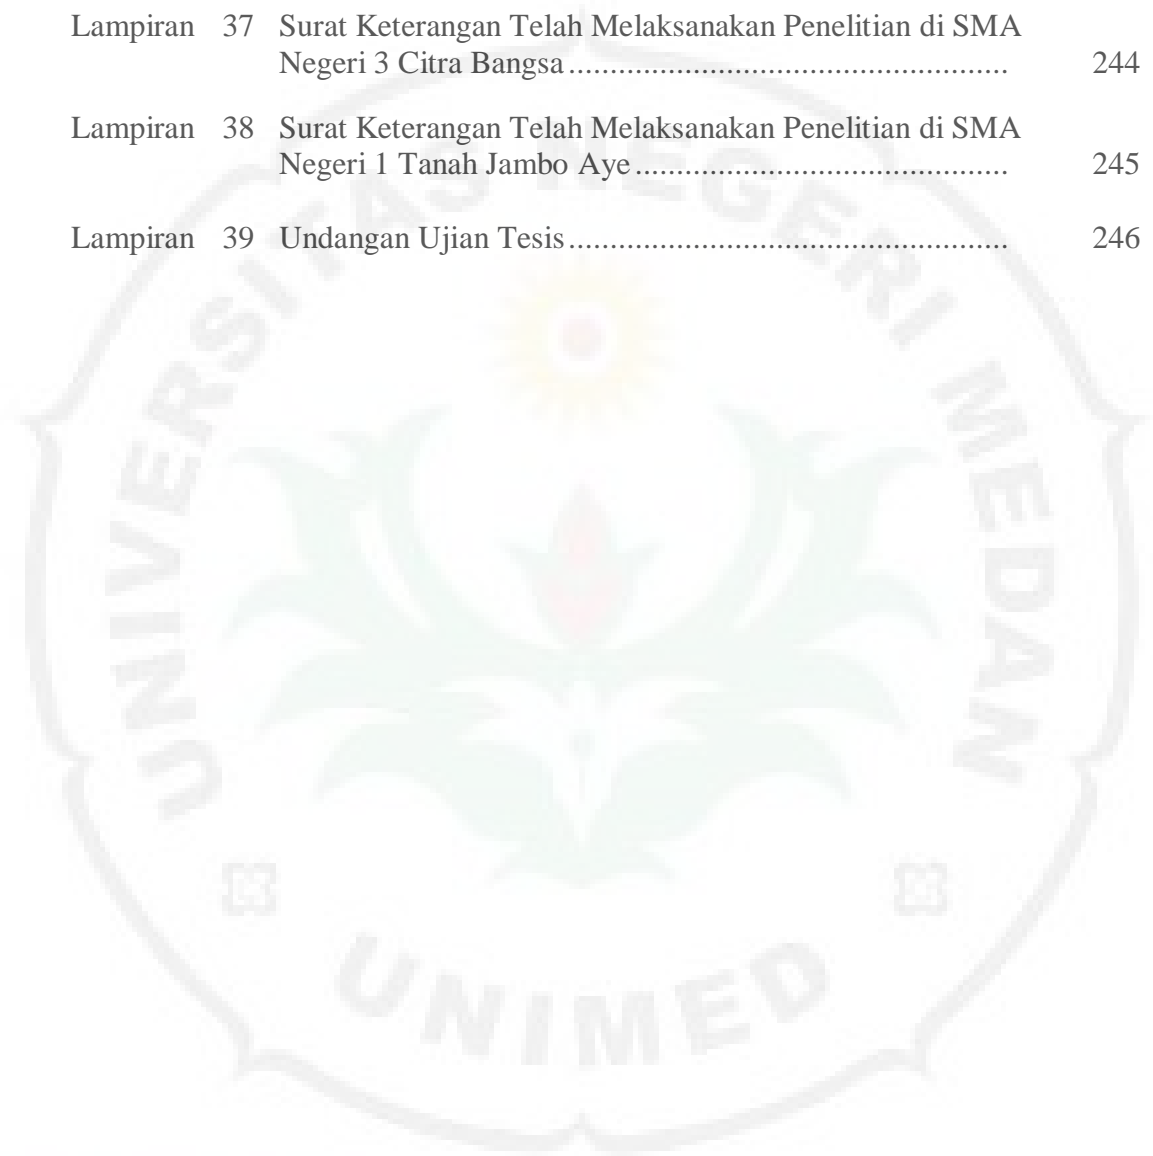 Lampiran 37 Surat Keterangan Telah Melaksanakan Penelitian di SMA
Negeri 3 Citra Bangsa ..................................................... 244
Lampiran 38 Surat Keterangan Telah Melaksanakan Penelitian di SMA
Negeri 1 Tanah Jambo Aye ............................................. 245
Lampiran 39 Undangan Ujian Tesis ..................................................... 246
UNIVERSITAS NEGERI MEDAN
UNIMED